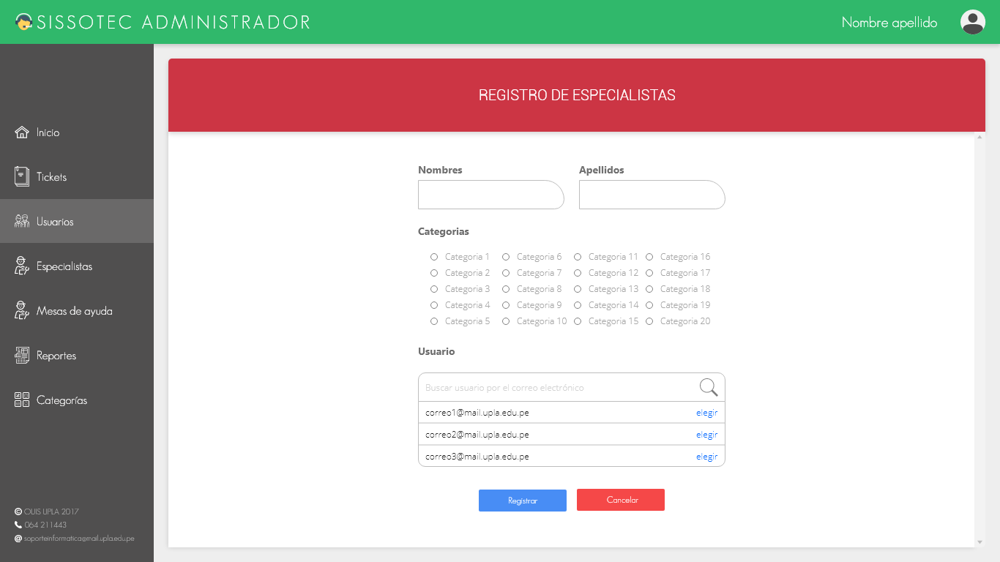 SISSOTEC ADMINISTRADOR
Nombre apellido
Inicio
Tickets
Usuarios
Especialistas
Mesas de ayuda
Reportes
Categorías
© OUIS UPLA 2017
064 211443
soporteinformatica@mail.upla.edu.pe
REGISTRO DE ESPECIALISTAS
Nombres Apellidos
Categorias
Categoria 1 Categoria 6 Categoria 11 Categoria 16
Categoria 2 Categoria 7 Categoria 12 Categoria 17
Categoria 3 Categoria 8 Categoria 13 Categoria 18
Categoria 4 Categoria 9 Categoria 14 Categoria 19
Categoria 5 Categoria 10 Categoria 15 Categoria 20
Usuario
Buscar usuario por el correo electrónico
correo1@mail.upla.edu.pe elegir
correo2@mail.upla.edu.pe elegir
correo3@mail.upla.edu.pe elegir
Registrar Cancelar